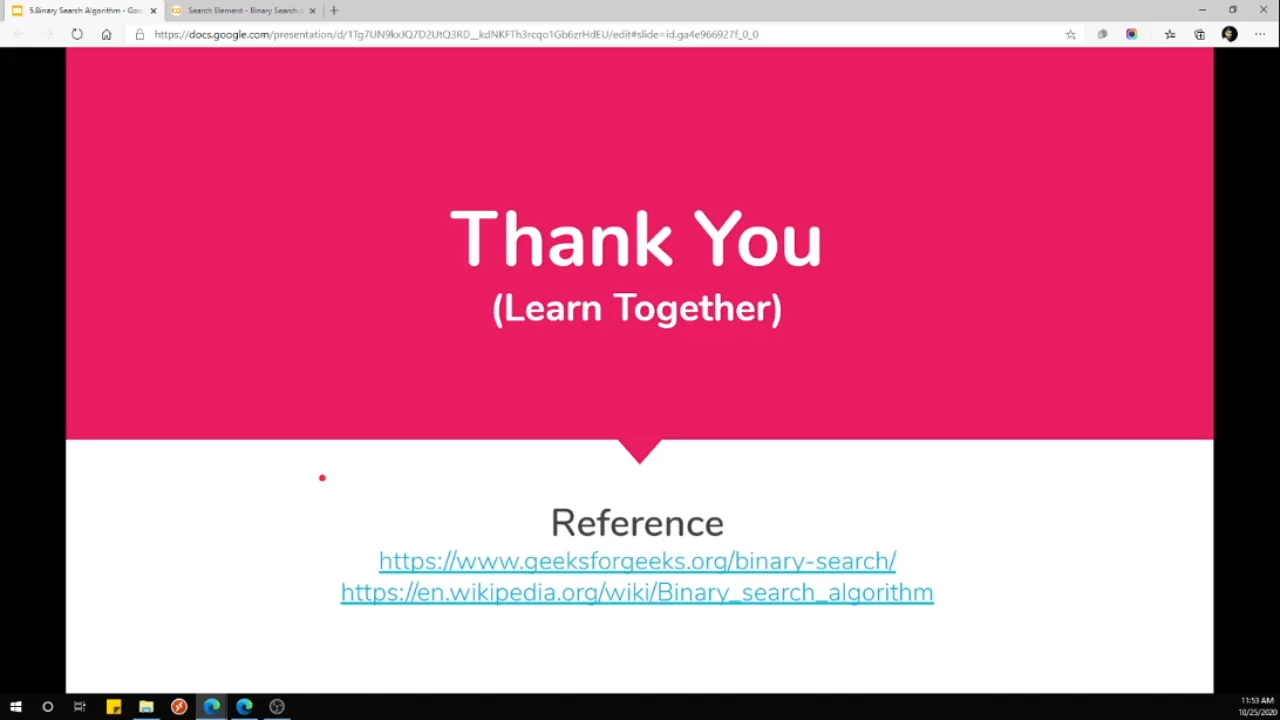 5.Binary Search Algorithm - Goo
Search Element - Binary Search
https://docs.google.com/presentation/d/1Tg7UN9kxJQ7D2UtQ3RD__kdNKFTh3rcqo1Gb6zrHdEU/edit#slide=id.ga4e966927f_0_0
Thank You
(Learn Together)
Reference
https://www.geeksforgeeks.org/binary-search/
https://en.wikipedia.org/wiki/Binary_search_algorithm
11:53 AM
10/25/2020